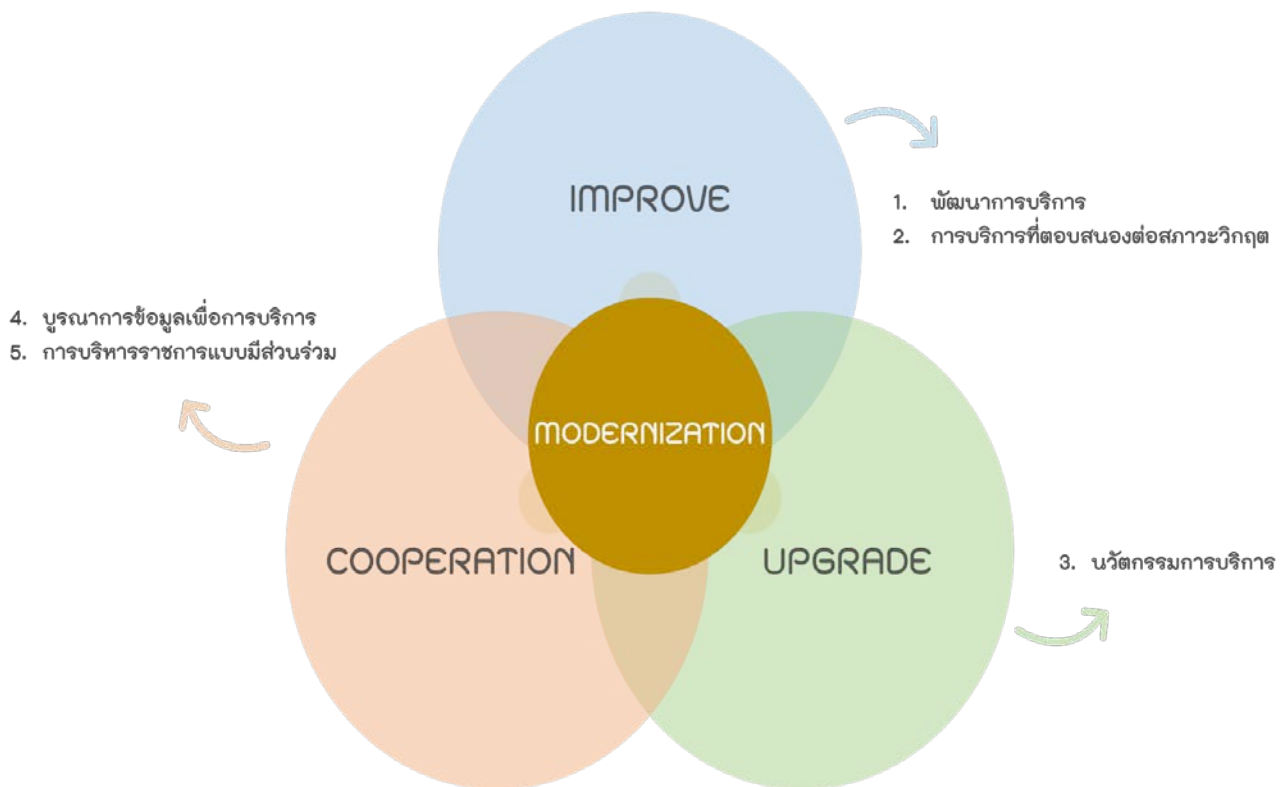 IMPROVE
1. พัฒนาการบริการ
2. การบริการที่ตอบสนองต่อสภาวะวิกฤต
4. บูรณาการข้อมูลเพื่อการบริการ
5. การบริหารราชการแบบมีส่วนร่วม
MODERNIZATION
COOPERATION
UPGRADE
3. นวัตกรรมการบริการ